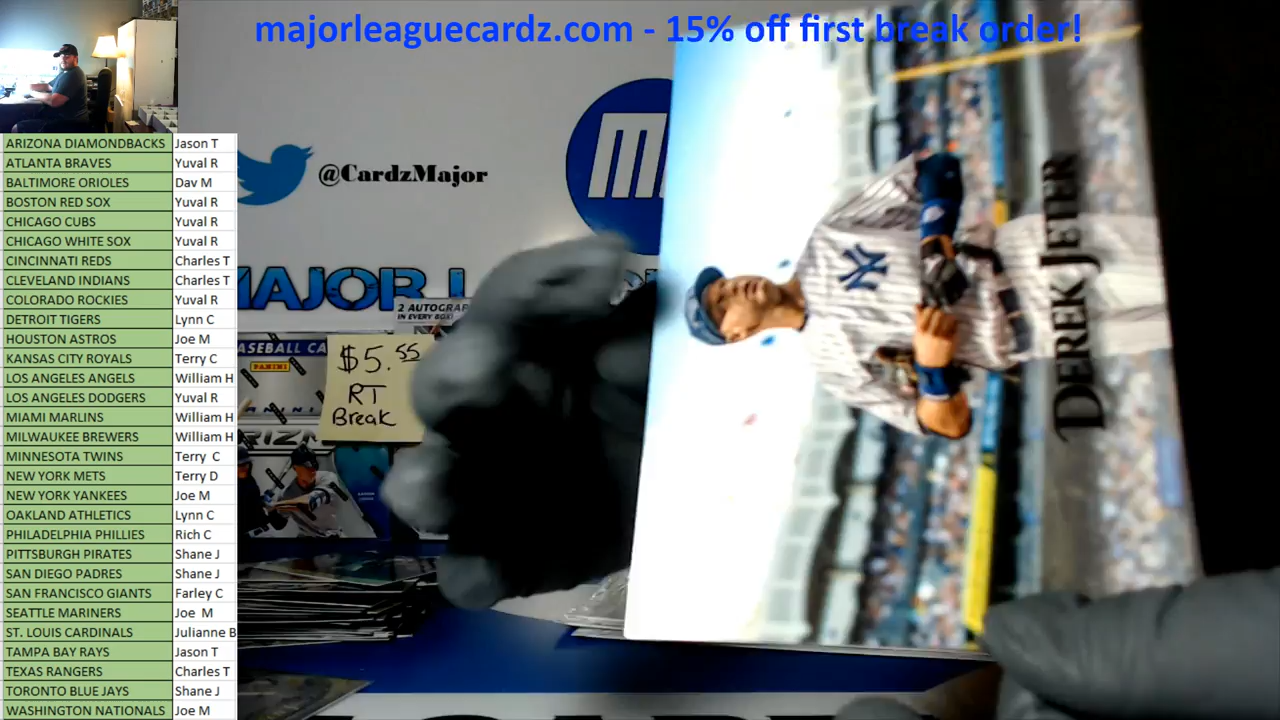 majorleaguecardz.com - 15% off first break order!
@CardzMajor
MAJOR L
2 AUTOGRAP
IN EVERY BOX
ASEBALL CA
PANINI
$5.55
RT
Break
DEREK JETER
NY
ARIZONA DIAMONDBACKS Jason T
ATLANTA BRAVES Yuval R
BALTIMORE ORIOLES Dav M
BOSTON RED SOX Yuval R
CHICAGO CUBS Yuval R
CHICAGO WHITE SOX Yuval R
CINCINNATI REDS Charles T
CLEVELAND INDIANS Charles T
COLORADO ROCKIES Yuval R
DETROIT TIGERS Lynn C
HOUSTON ASTROS Joe M
KANSAS CITY ROYALS Terry C
LOS ANGELES ANGELS William H
LOS ANGELES DODGERS Yuval R
MIAMI MARLINS William H
MILWAUKEE BREWERS William H
MINNESOTA TWINS Terry C
NEW YORK METS Terry D
NEW YORK YANKEES Joe M
OAKLAND ATHLETICS Lynn C
PHILADELPHIA PHILLIES Rich C
PITTSBURGH PIRATES Shane J
SAN DIEGO PADRES Shane J
SAN FRANCISCO GIANTS Farley C
SEATTLE MARINERS Joe M
ST. LOUIS CARDINALS Julianne B
TAMPA BAY RAYS Jason T
TEXAS RANGERS Charles T
TORONTO BLUE JAYS Shane J
WASHINGTON NATIONALS Joe M